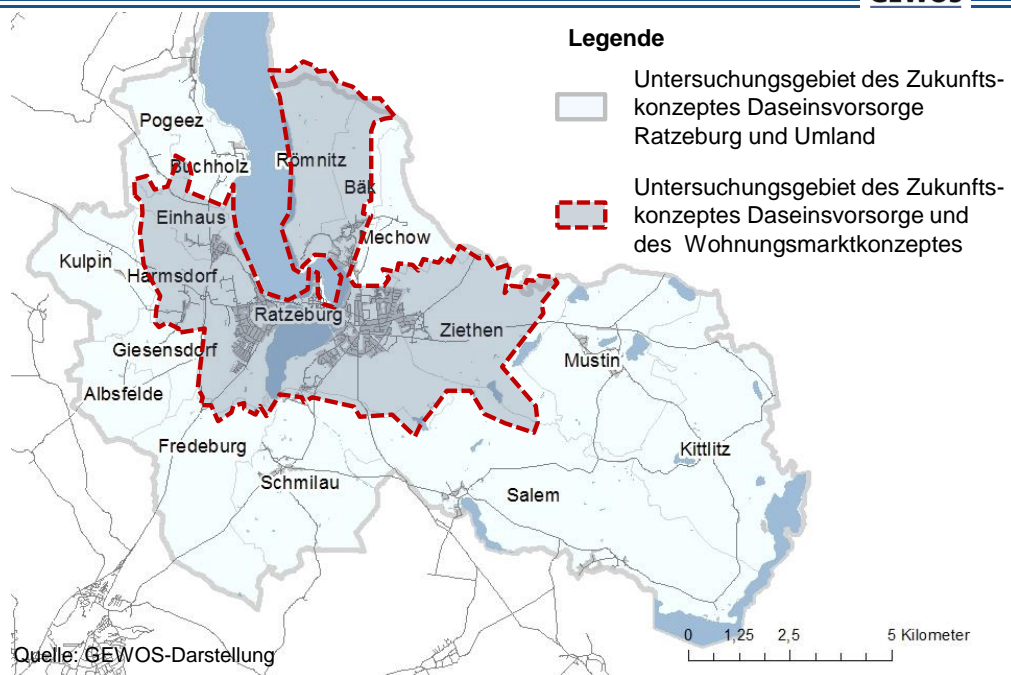 GEWOS
Legende
Untersuchungsgebiet des Zukunfts-
konzeptes Daseinsvorsorge
Ratzeburg und Umland
Untersuchungsgebiet des Zukunfts-
konzeptes Daseinsvorsorge und
des Wohnungsmarktkonzeptes
Pogeez
Buchholz
Römnitz
Bäk
Einhaus
Mechow
Kulpin
Harmsdorf
Ratzeburg
Ziethen
Giesensdorf
Mustin
Albsfelde
Fredeburg
Kittlitz
Schmilau
Salem
0 1,25 2,5 5 Kilometer
Quelle: GEWOS-Darstellung